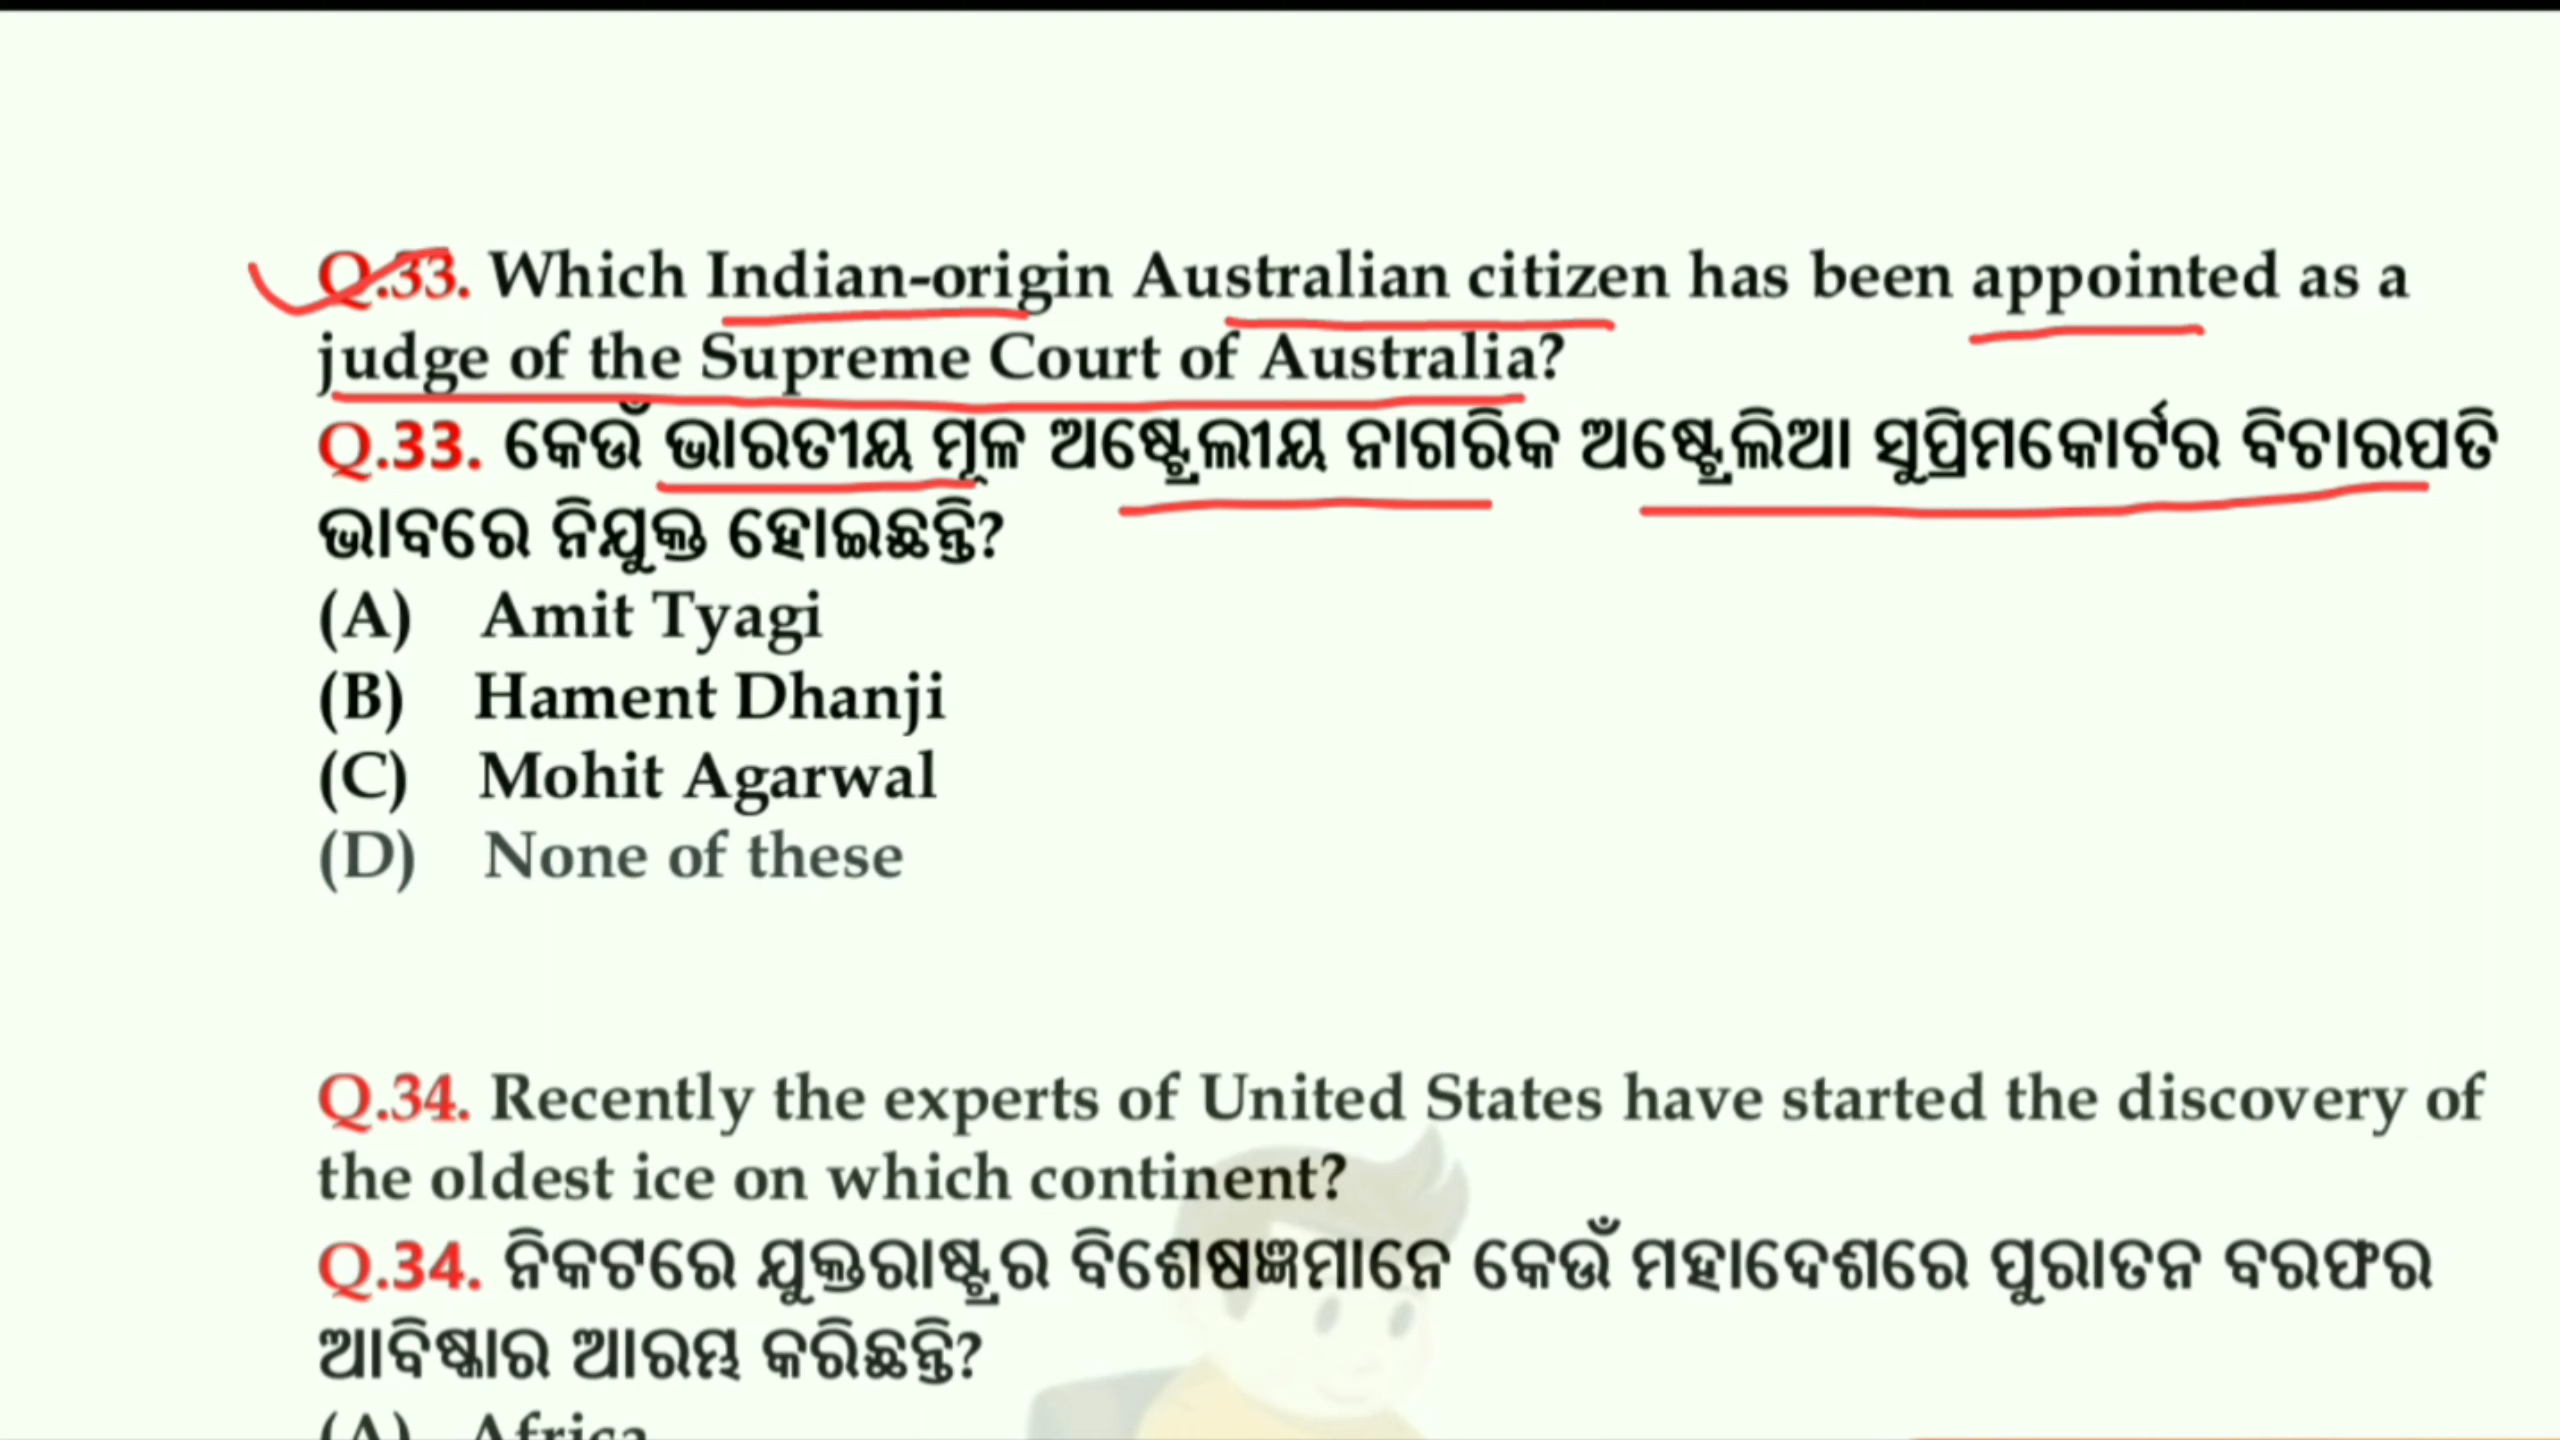 Q.33. Which Indian-origin Australian citizen has been appointed as a
judge of the Supreme Court of Australia?
Q.33. କେଉଁ ଭାରତୀୟ ମୂଳ ଅଷ୍ଟ୍ରେଲୀୟ ନାଗରିକ ଅଷ୍ଟ୍ରେଲିଆ ସୁପ୍ରିମକୋର୍ଟର ବିଚାରପତି
ଭାବରେ ନିଯୁକ୍ତ ହୋଇଛନ୍ତି?
(A) Amit Tyagi
(B) Hament Dhanji
(C) Mohit Agarwal
(D) None of these
Q.34. Recently the experts of United States have started the discovery of
the oldest ice on which continent?
Q.34. ନିକଟରେ ଯୁକ୍ତରାଷ୍ଟ୍ରର ବିଶେଷଜ୍ଞମାନେ କେଉଁ ମହାଦେଶରେ ପୁରାତନ ବରଫର
ଆବିଷ୍କାର ଆରମ୍ଭ କରିଛନ୍ତି?
(A) Africa